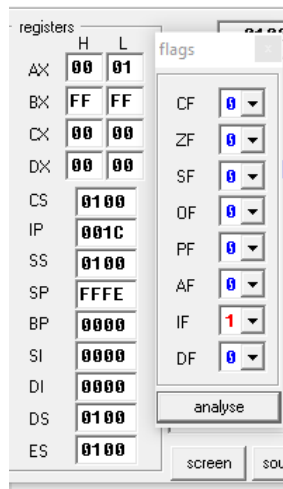 registers
H L
AX 00 01
BX FF FF
CX 00 00
DX 00 00
CS 0100
IP 001C
SS 0100
SP FFFE
BP 0000
SI 0000
DI 0000
DS 0100
ES 0100
flags
CF 0
ZF 0
SF 0
OF 0
PF 0
AF 0
IF 1
DF 0
analyse
screen